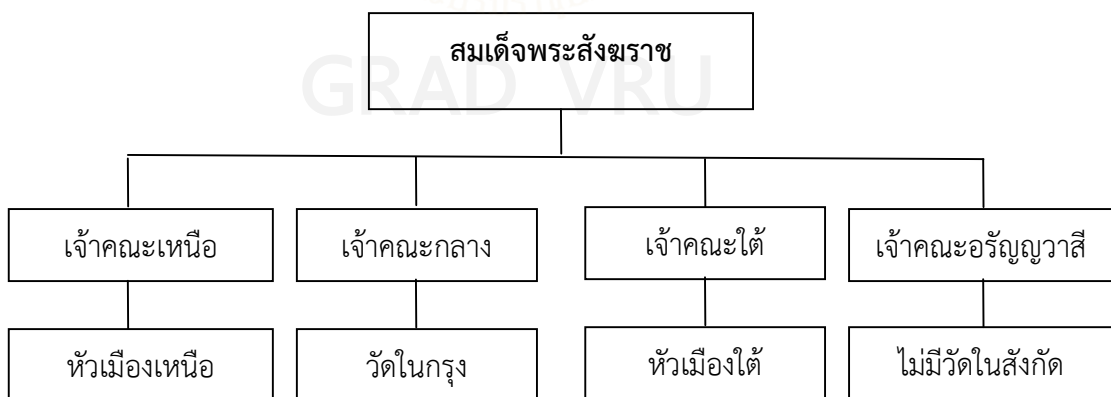 สมเด็จพระสังฆราช
GRAD VRU
เจ้าคณะเหนือ
เจ้าคณะกลาง
เจ้าคณะใต้
เจ้าคณะอรัญญวาสี
หัวเมืองเหนือ
วัดในกรุง
หัวเมืองใต้
ไม่มีวัดในสังกัด